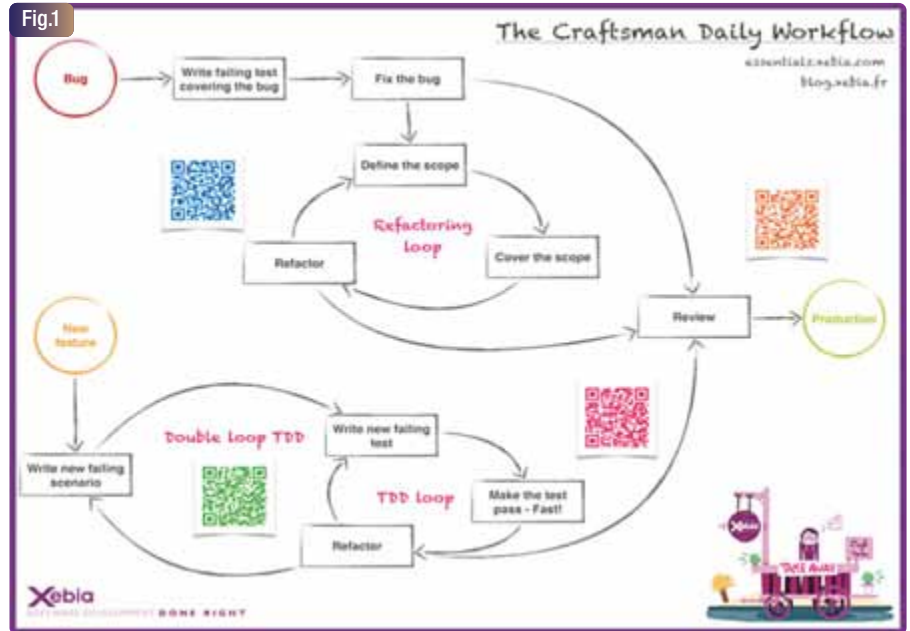 Fig.1
The Craftsman Daily Workflow
essentials.xebia.com
blog.xebia.fr
Bug
Write failing test
covering the bug
Fix the bug
Define the scope
Refactoring
loop
Refactor
Cover the scope
New
feature
Review
Production
Double loop TDD
Write new failing
test
Write new failing
scenario
TDD loop
Make the test
pass - Fast!
Refactor
Xebia
TAKE AWAY
Xebia
SOFTWARE DEVELOPMENT DONE RIGHT